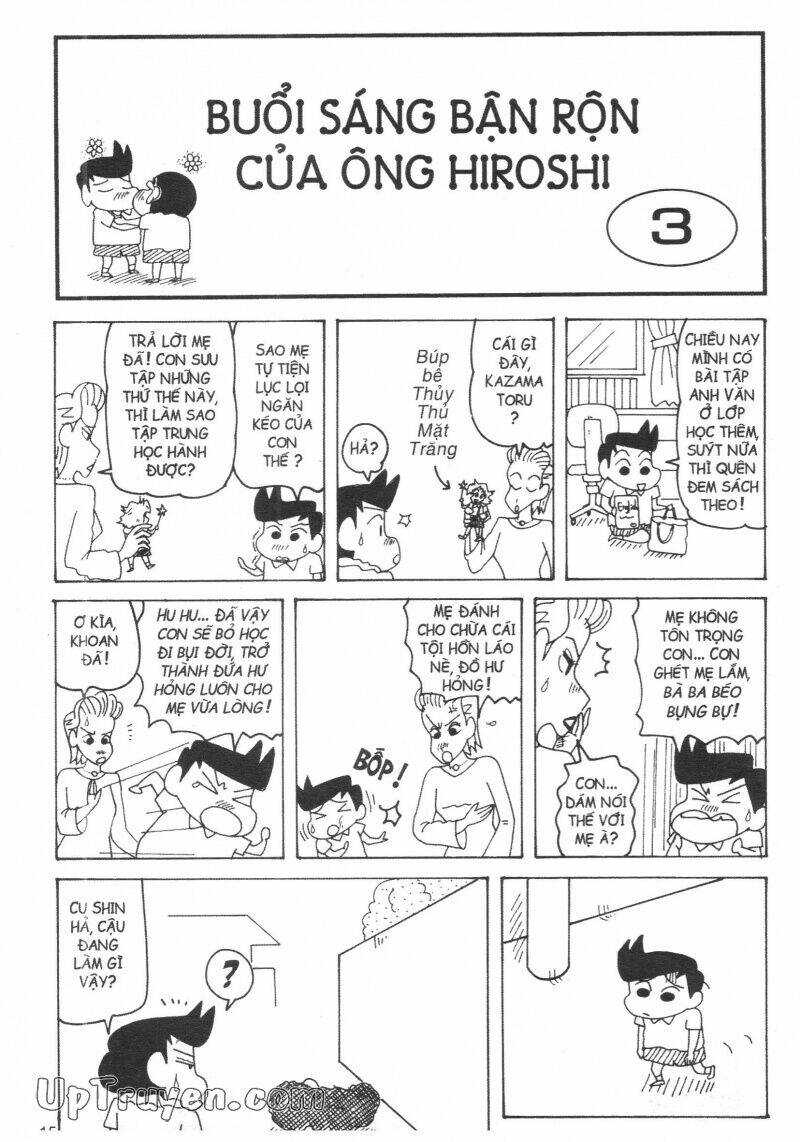 BUỔI SÁNG BẬN RỘN
CỦA ÔNG HIROSHI
3
CHIỀU NAY
MÌNH CÓ
BÀI TẬP
ANH VĂN
Ở LỚP
HỌC THÊM,
SUÝT NỮA
THÌ QUÊN
ĐEM SÁCH
THEO!
English
CÁI GÌ
ĐÂY,
KAZAMA
TORU
?
Búp
bê
Thủy
Thủ
Mặt
Trăng
HẢ?
SAO MẸ
TỰ TIỆN
LỤC LỌI
NGĂN
KÉO CỦA
CON
THẾ ?
TRẢ LỜI MẸ
ĐÃ! CON SƯU
TẬP NHỮNG
THỨ THẾ NÀY,
THÌ LÀM SAO
TẬP TRUNG
HỌC HÀNH
ĐƯỢC?
MẸ KHÔNG
TÔN TRỌNG
CON... CON
GHÉT MẸ LẮM,
BÀ BA BÉO
BỤNG BỰ!
CON...
DÁM NÓI
THẾ VỚI
MẸ À?
MẸ ĐÁNH
CHO CHỪA CÁI
TỘI HỖN LÁO
NÈ, ĐỒ HƯ
HỎNG!
BỐP!
HU HU... ĐÃ VẬY
CON SẼ BỎ HỌC
ĐI BỤI ĐỜI, TRỞ
THÀNH ĐỨA HƯ
HỎNG LUÔN CHO
MẸ VỪA LÒNG!
Ơ KÌA,
KHOAN
ĐÃ!
?
CU SHIN
HẢ, CẬU
ĐANG
LÀM GÌ
VẬY?
UpTruyen.com